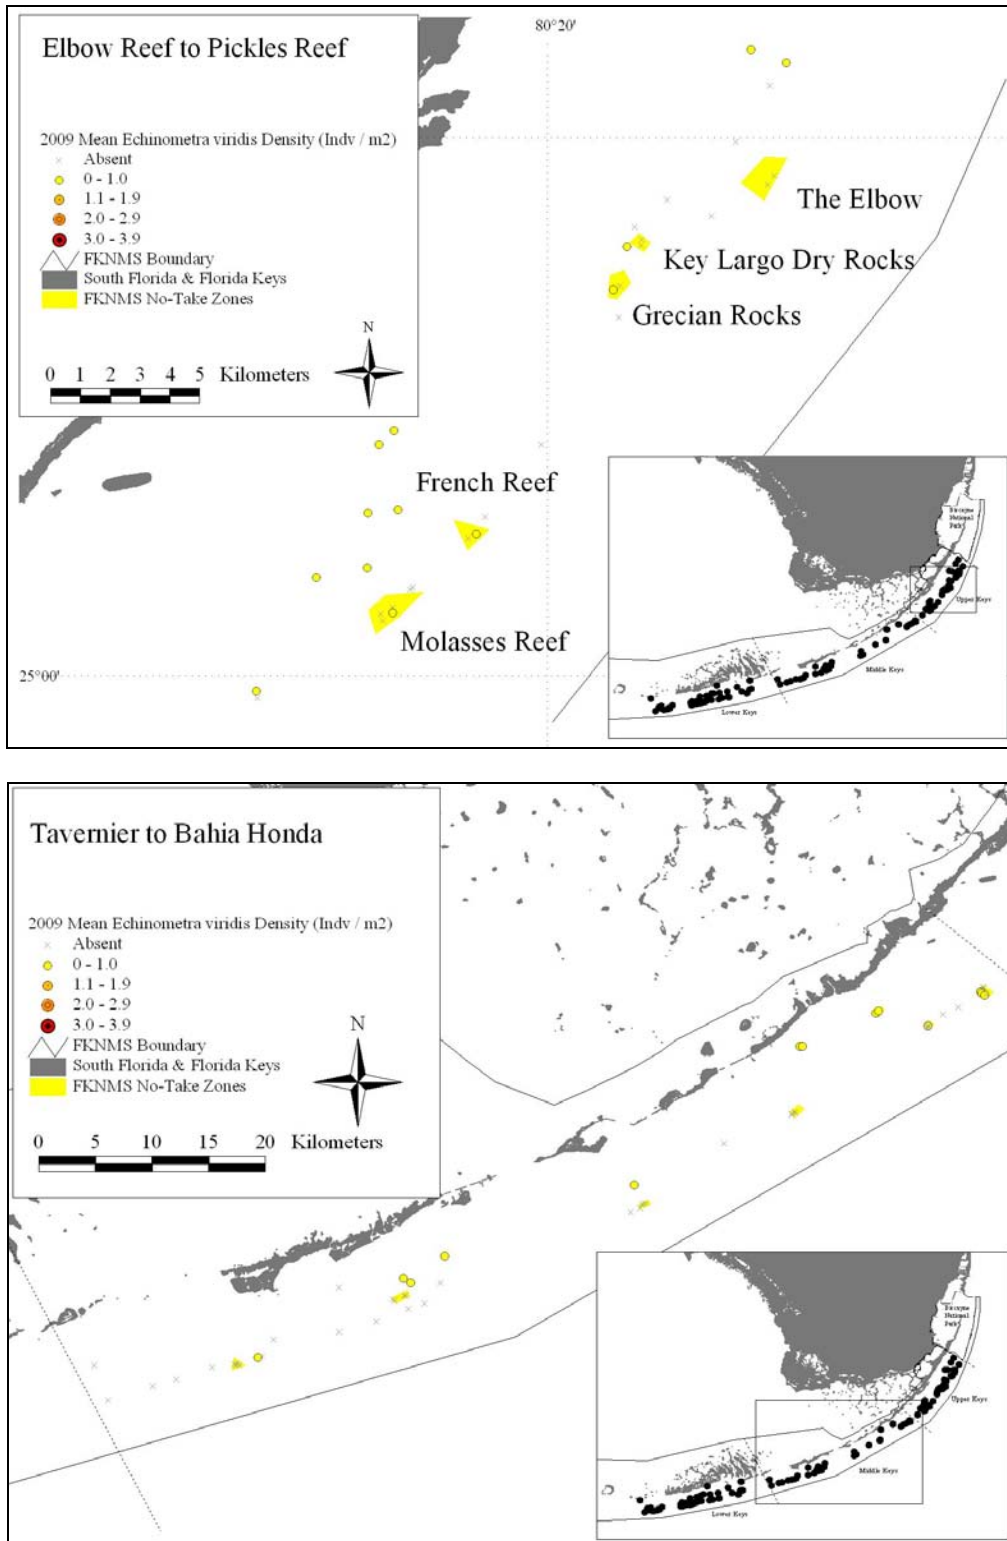 Elbow Reef to Pickles Reef
2009 Mean Echinometra viridis Density (Indv / m2)
Absent
0 - 1.0
1.1 - 1.9
2.0 - 2.9
3.0 - 3.9
FKNMS Boundary
South Florida & Florida Keys
FKNMS No-Take Zones
N
0 1 2 3 4 5 Kilometers
80°20'
The Elbow
Key Largo Dry Rocks
Grecian Rocks
French Reef
Molasses Reef
25°00'
Biscayne
National
Park
Upper Keys
Middle Keys
Lower Keys
Tavernier to Bahia Honda
2009 Mean Echinometra viridis Density (Indv / m2)
Absent
0 - 1.0
1.1 - 1.9
2.0 - 2.9
3.0 - 3.9
FKNMS Boundary
South Florida & Florida Keys
FKNMS No-Take Zones
N
0 5 10 15 20 Kilometers
Biscayne
National
Park
Upper Keys
Middle Keys
Lower Keys